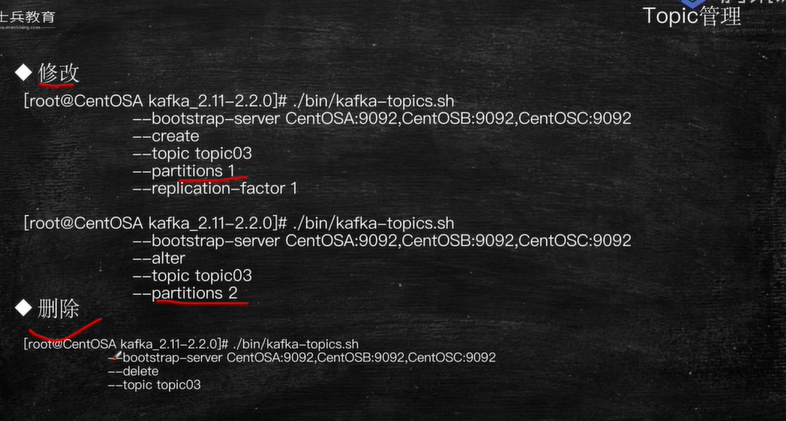 士兵教育
Topic管理
◆ 修改
[root@CentOSA kafka_2.11-2.2.0]# ./bin/kafka-topics.sh
--bootstrap-server CentOSA:9092,CentOSB:9092,CentOSC:9092
--create
--topic topic03
--partitions 1
--replication-factor 1
[root@CentOSA kafka_2.11-2.2.0]# ./bin/kafka-topics.sh
--bootstrap-server CentOSA:9092,CentOSB:9092,CentOSC:9092
--alter
--topic topic03
--partitions 2
◆ 删除
[root@CentOSA kafka_2.11-2.2.0]# ./bin/kafka-topics.sh
--bootstrap-server CentOSA:9092,CentOSB:9092,CentOSC:9092
--delete
--topic topic03